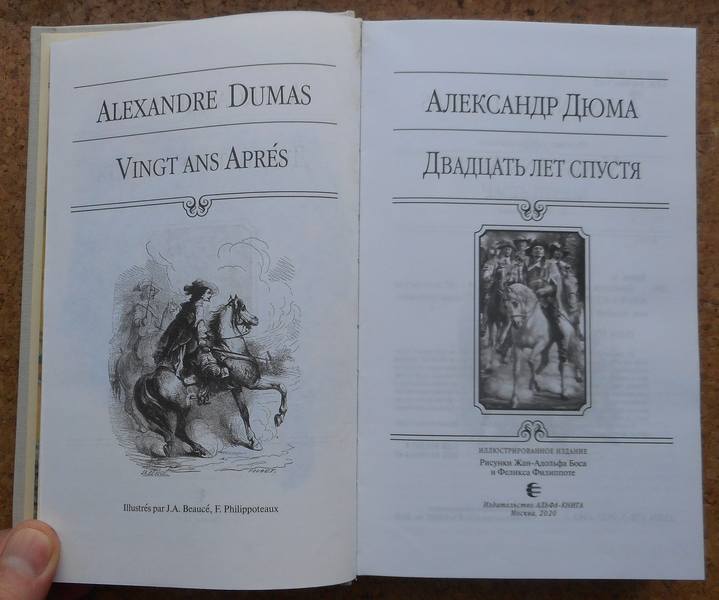 ALEXANDRE DUMAS
VINGT ANS APRÉS
Illustrés par J.A. Beaucé, F. Philippoteaux
АЛЕКСАНДР ДЮМА
ДВАДЦАТЬ ЛЕТ СПУСТЯ
ИЛЛЮСТРИРОВАННОЕ ИЗДАНИЕ
Рисунки Жан-Адольфа Боса
и Феликса Филиппоте
Издательство АЛЬФА-КНИГА
Москва, 2020